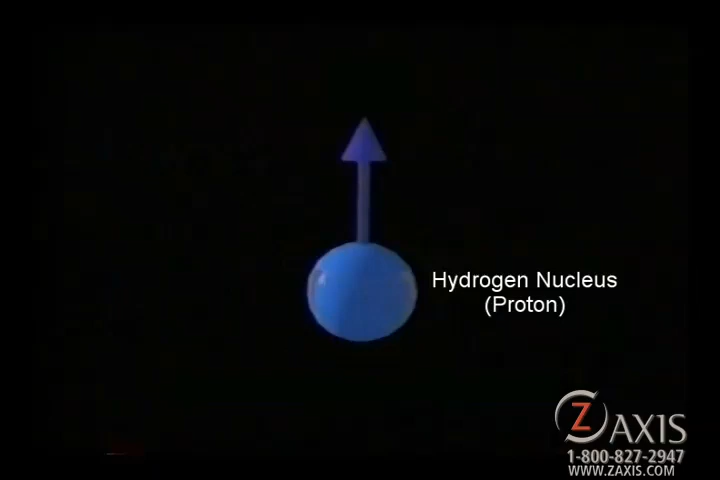 Hydrogen Nucleus
(Proton)
Z AXIS
1-800-827-2947
WWW.ZAXIS.COM